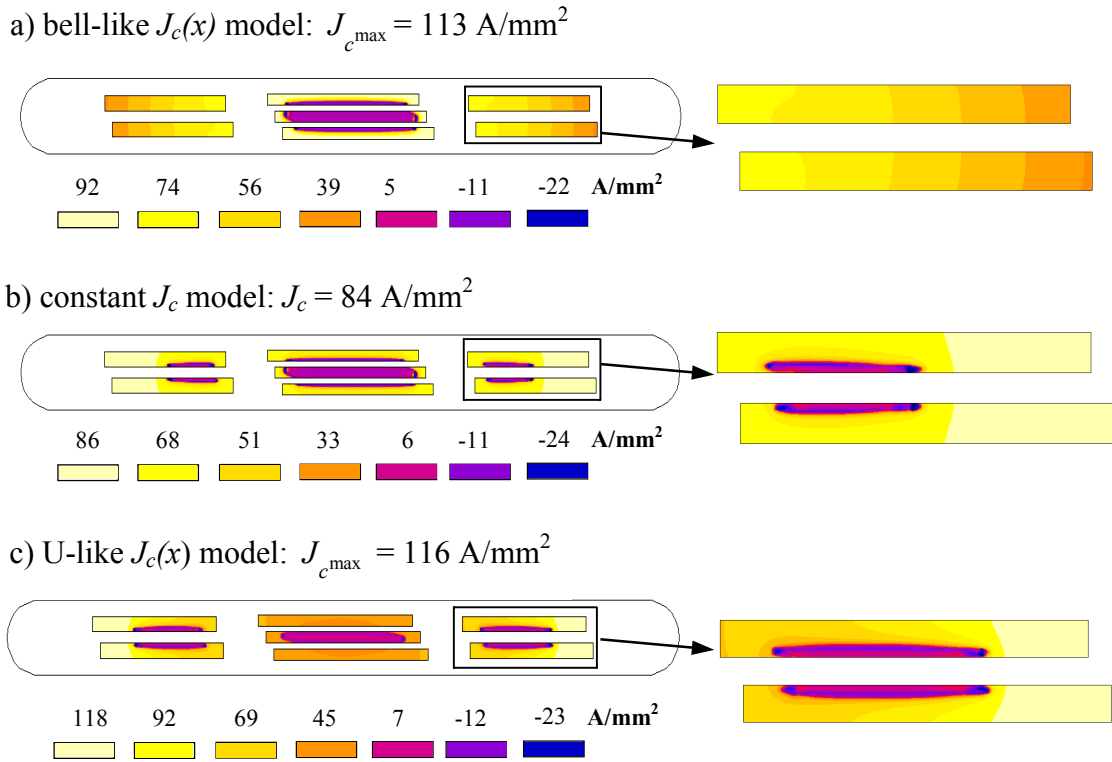 a) bell-like Jc(x) model: Jcmax = 113 A/mm2
92 74 56 39 5 -11 -22 A/mm2
b) constant Jc model: Jc = 84 A/mm2
86 68 51 33 6 -11 -24 A/mm2
c) U-like Jc(x) model: Jcmax = 116 A/mm2
118 92 69 45 7 -12 -23 A/mm2